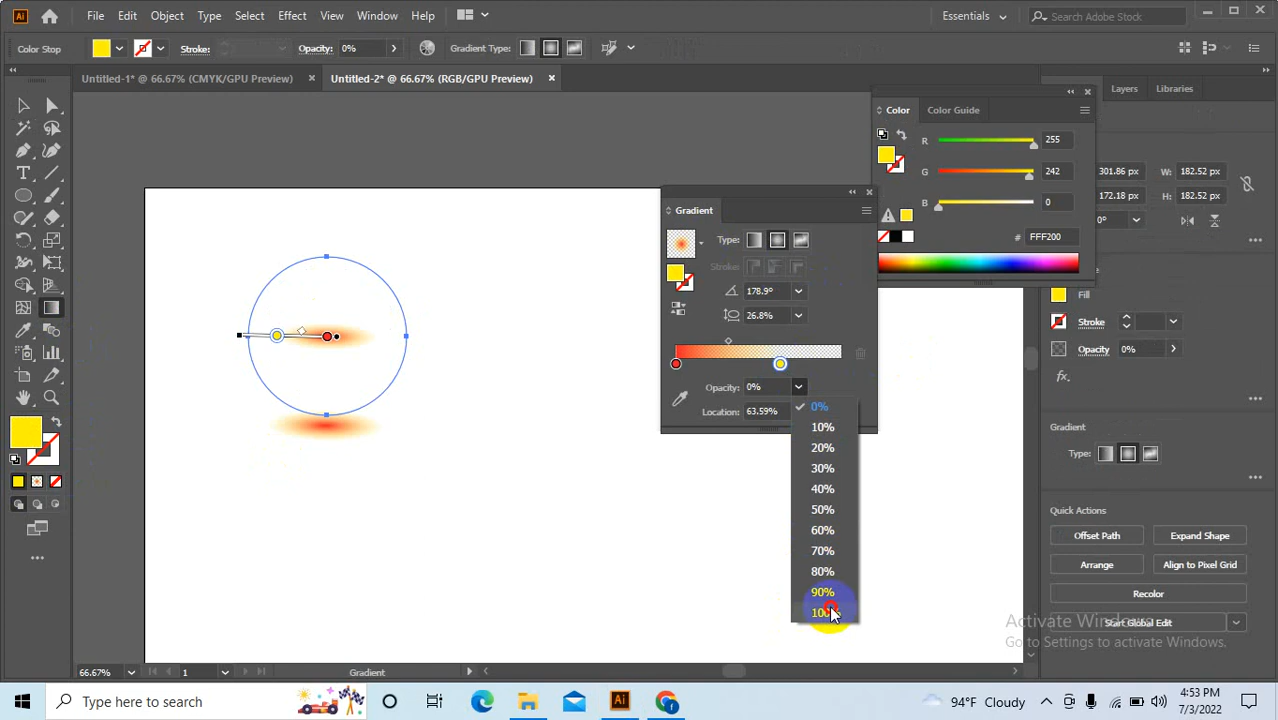 Ai File Edit Object Type Select Effect View Window Help Essentials Search Adobe Stock
Color Stop Stroke: Opacity: 0% Gradient Type:
Untitled-1* @ 66.67% (CMYK/GPU Preview) × Untitled-2* @ 66.67% (RGB/GPU Preview) ×
Layers Libraries
Color Color Guide
R 255
G 242
B 0
# FFF200
301.86 px W: 182.52 px
172.18 px H: 182.52 px
0°
Gradient
Type:
Stroke:
178.9°
26.8%
Opacity: 0%
Location: 63.59%
0%
10%
20%
30%
40%
50%
60%
70%
80%
90%
100%
Fill
Stroke
Opacity 0%
fx.
Gradient
Type:
Quick Actions
Offset Path Expand Shape
Arrange Align to Pixel Grid
Recolor
Start Global Edit
Activate Windows
Go to Settings to activate Windows.
66.67% 1 Gradient
Type here to search Ai 94°F Cloudy 4:53 PM
7/3/2022